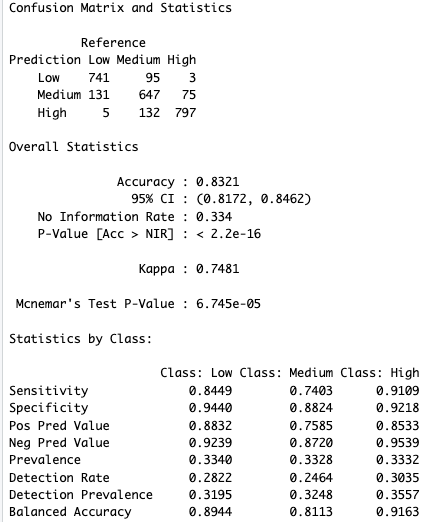 Confusion Matrix and Statistics
Reference
Prediction Low Medium High
Low 741 95 3
Medium 131 647 75
High 5 132 797
Overall Statistics
Accuracy : 0.8321
95% CI : (0.8172, 0.8462)
No Information Rate : 0.334
P-Value [Acc > NIR] : < 2.2e-16
Kappa : 0.7481
Mcnemar's Test P-Value : 6.745e-05
Statistics by Class:
Class: Low Class: Medium Class: High
Sensitivity 0.8449 0.7403 0.9109
Specificity 0.9440 0.8824 0.9218
Pos Pred Value 0.8832 0.7585 0.8533
Neg Pred Value 0.9239 0.8720 0.9539
Prevalence 0.3340 0.3328 0.3332
Detection Rate 0.2822 0.2464 0.3035
Detection Prevalence 0.3195 0.3248 0.3557
Balanced Accuracy 0.8944 0.8113 0.9163